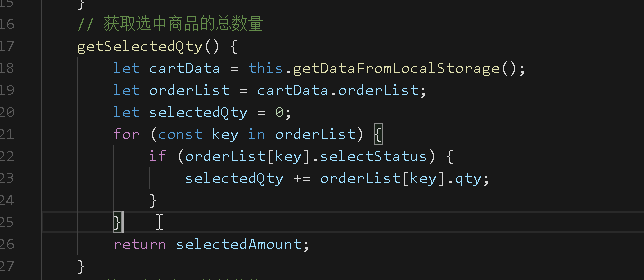 15 }
16 // 获取选中商品的总数量
17 getSelectedQty() {
18 let cartData = this.getDataFromLocalStorage();
19 let orderList = cartData.orderList;
20 let selectedQty = 0;
21 for (const key in orderList) {
22 if (orderList[key].selectStatus) {
23 selectedQty += orderList[key].qty;
24 }
25 }
26 return selectedAmount;
27 }